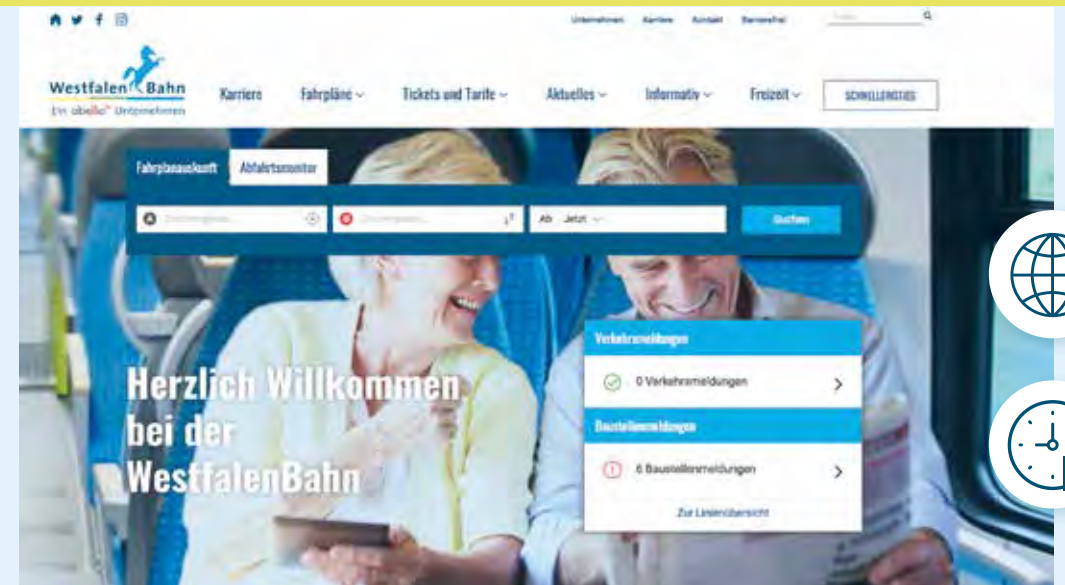 Unternehmen Karriere Kontakt Barrierefrei
WestfalenBahn
Ein abellio Unternehmen
Karriere Fahrpläne Tickets und Tarife Aktuelles Informativ Freizeit SCHNELLEINSTIEG
Fahrplanauskunft Abfahrtsmonitor
A B Ab Jetzt Suchen
Herzlich Willkommen
bei der
WestfalenBahn
Verkehrsmeldungen
0 Verkehrsmeldungen
Baustellenmeldungen
6 Baustellenmeldungen
Zur Linienübersicht